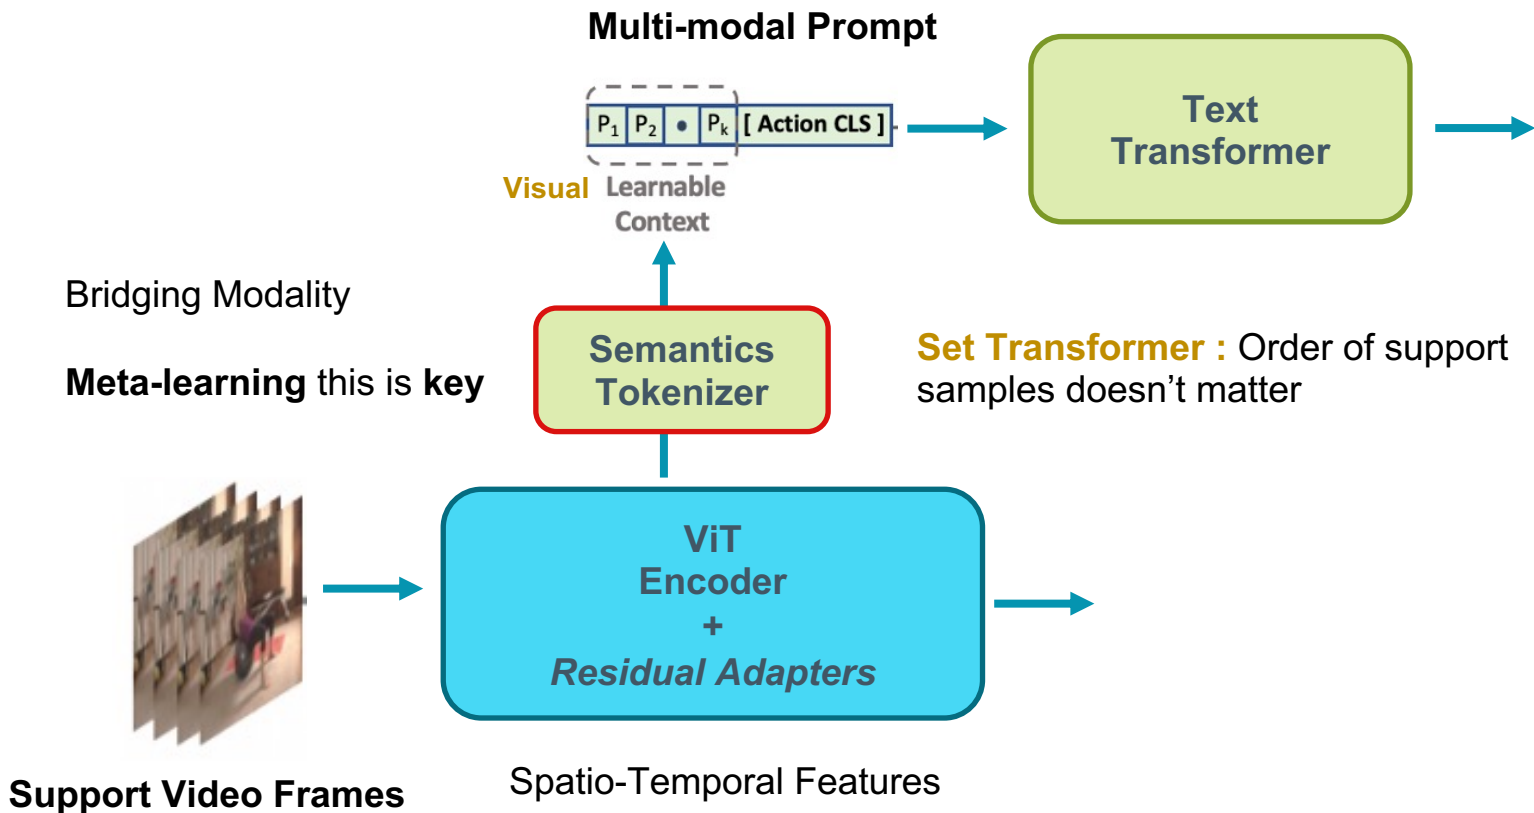 Multi-modal Prompt
P1 P2 • Pk [ Action CLS ]
Visual Learnable
Context
Text
Transformer
Bridging Modality
Meta-learning this is key
Semantics
Tokenizer
Set Transformer : Order of support
samples doesn’t matter
ViT
Encoder
+
Residual Adapters
Support Video Frames
Spatio-Temporal Features